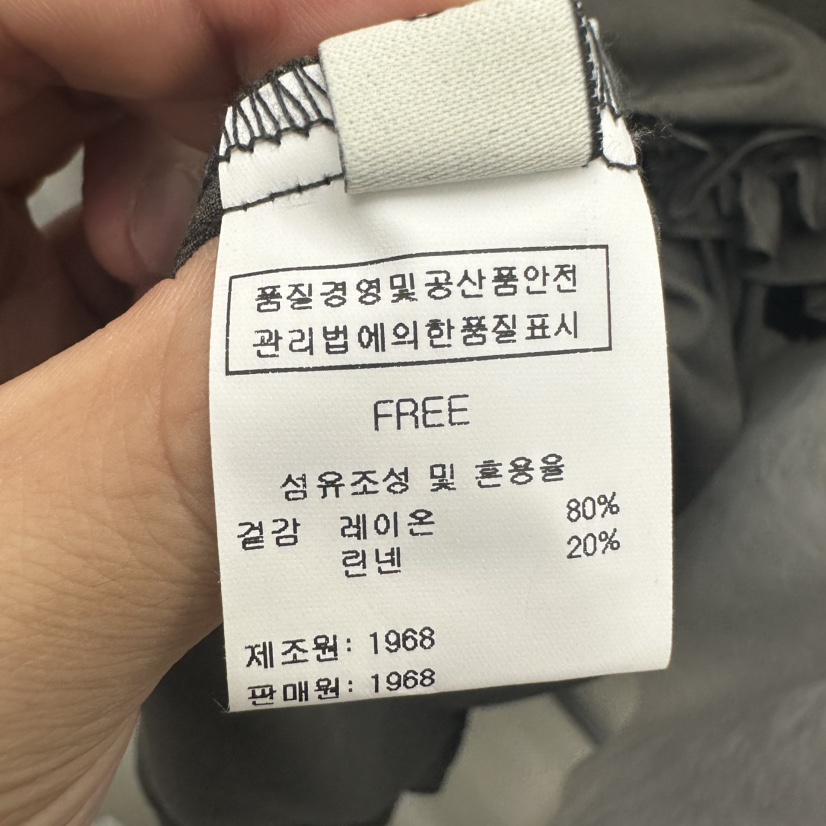 품질경영및공산품안전
관리법에의한품질표시
FREE
섬유조성 및 혼용율
겉감 레이온 80%
린넨 20%
제조원: 1968
판매원: 1968